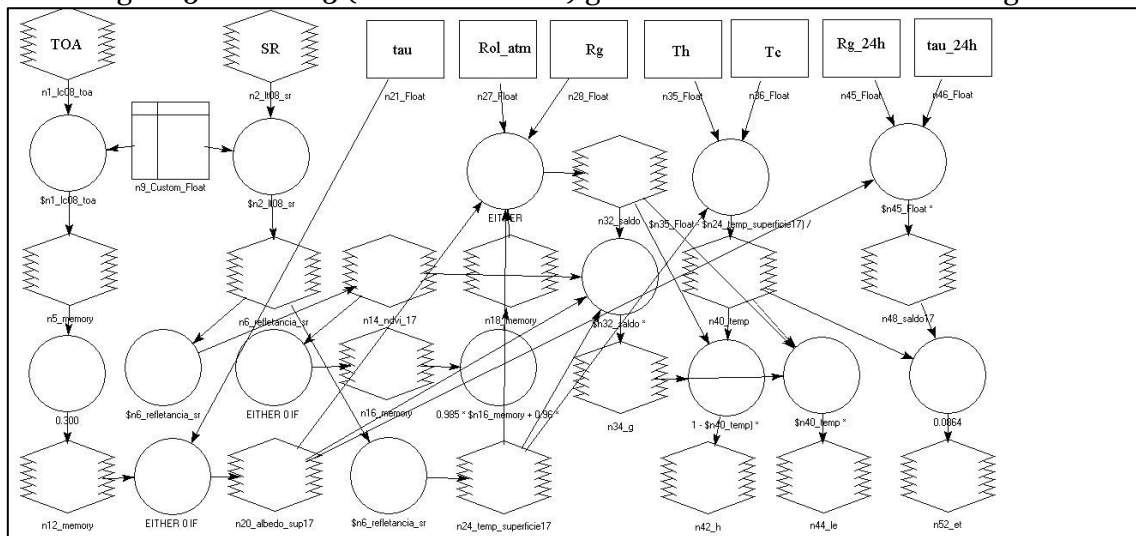 TOA
SR
tau
Rol_atm
Rg
Th
Tc
Rg_24h
tau_24h
n1_lc08_toa
n2_lt08_sr
n21_Float
n27_Float
n28_Float
n35_Float
n36_Float
n45_Float
n46_Float
n9_Custom_Float
$n1_lc08_toa
$n2_lt08_sr
EITHER
n32_saldo
$n35_Float - $n24_temp_superficie17) /
$n45_Float *
n5_memory
n6_refletancia_sr
n14_ndvi_17
n18_memory
$n32_saldo *
n40_temp
n48_saldo17
0.300
$n6_refletancia_sr
EITHER 0 IF
n16_memory
0.985 * $n16_memory + 0.96 *
n34_g
1 - $n40_temp) *
$n40_temp *
0.0864
n12_memory
EITHER 0 IF
n20_albedo_sup17
$n6_refletancia_sr
n24_temp_superficie17
n42_h
n44_le
n52_et